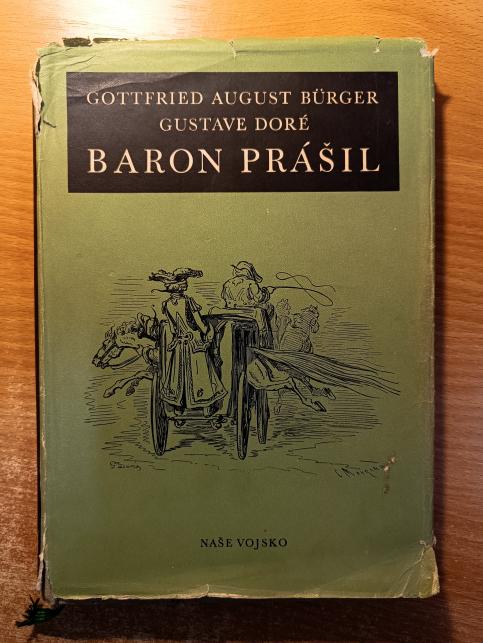 GOTTFRIED AUGUST BÜRGER
GUSTAVE DORÉ
BARON PRÁŠIL
NAŠE VOJSKO